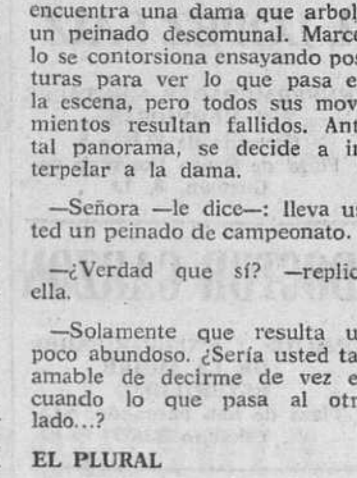 encuentra una dama que arbol
un peinado descomunal. Marce
lo se contorsiona ensayando pos
turas para ver lo que pasa e
la escena, pero todos sus mov
mientos resultan fallidos. Ant
tal panorama, se decide a in
terpelar a la dama.
—Señora —le dice—: lleva us
ted un peinado de campeonato.
—¿Verdad que sí? —replic
ella.
—Solamente que resulta u
poco abundoso. ¿Sería usted ta
amable de decirme de vez e
cuando lo que pasa al otr
lado...?
EL PLURAL